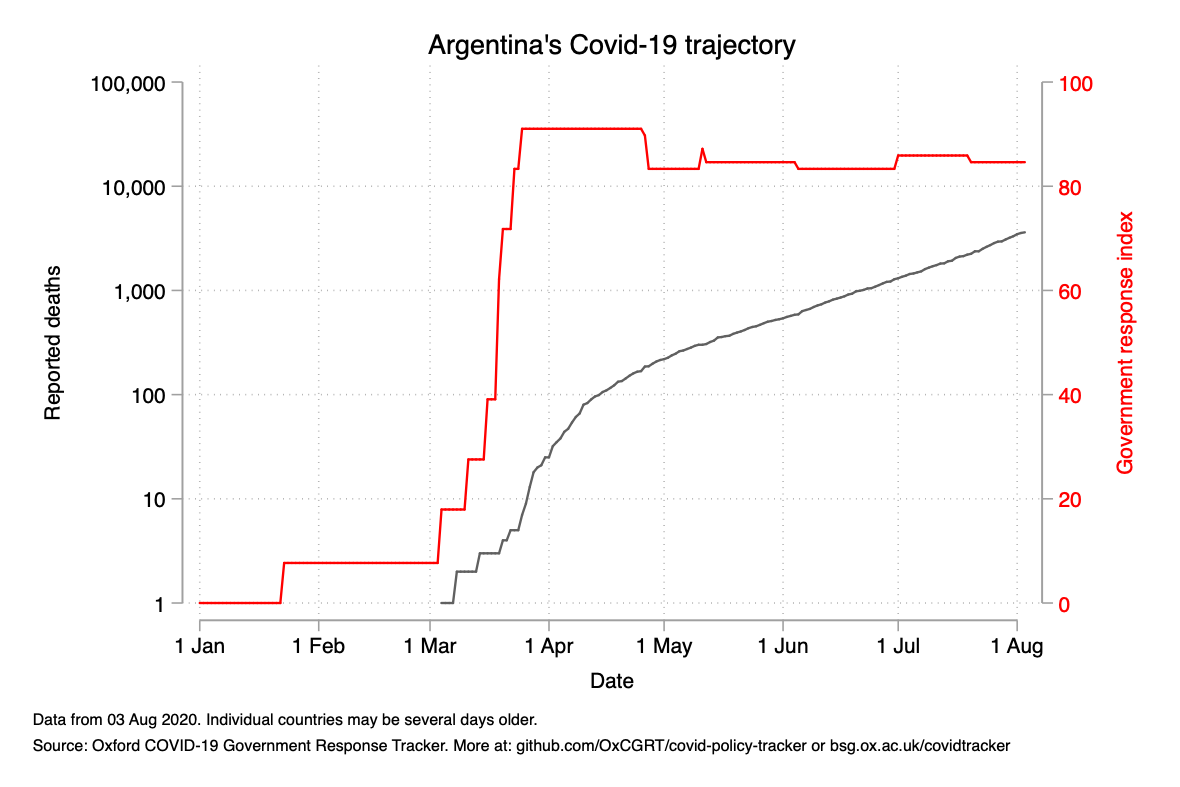 Argentina's Covid-19 trajectory
100,000
10,000
1,000
100
10
1
Reported deaths
100
80
60
40
20
0
Government response index
1 Jan 1 Feb 1 Mar 1 Apr 1 May 1 Jun 1 Jul 1 Aug
Date
Data from 03 Aug 2020. Individual countries may be several days older.
Source: Oxford COVID-19 Government Response Tracker. More at: github.com/OxCGRT/covid-policy-tracker or bsg.ox.ac.uk/covidtracker